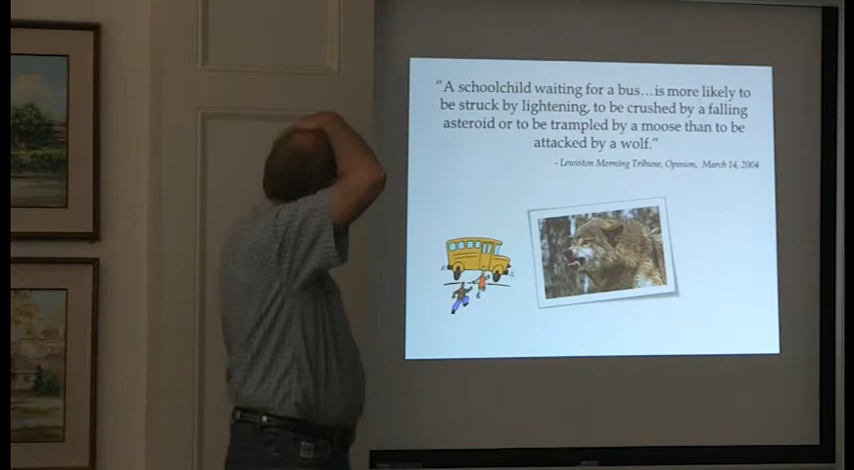 “A schoolchild waiting for a bus…is more likely to
be struck by lightening, to be crushed by a falling
asteroid or to be trampled by a moose than to be
attacked by a wolf.”
- Lewiston Morning Tribune, Opinion, March 14, 2004